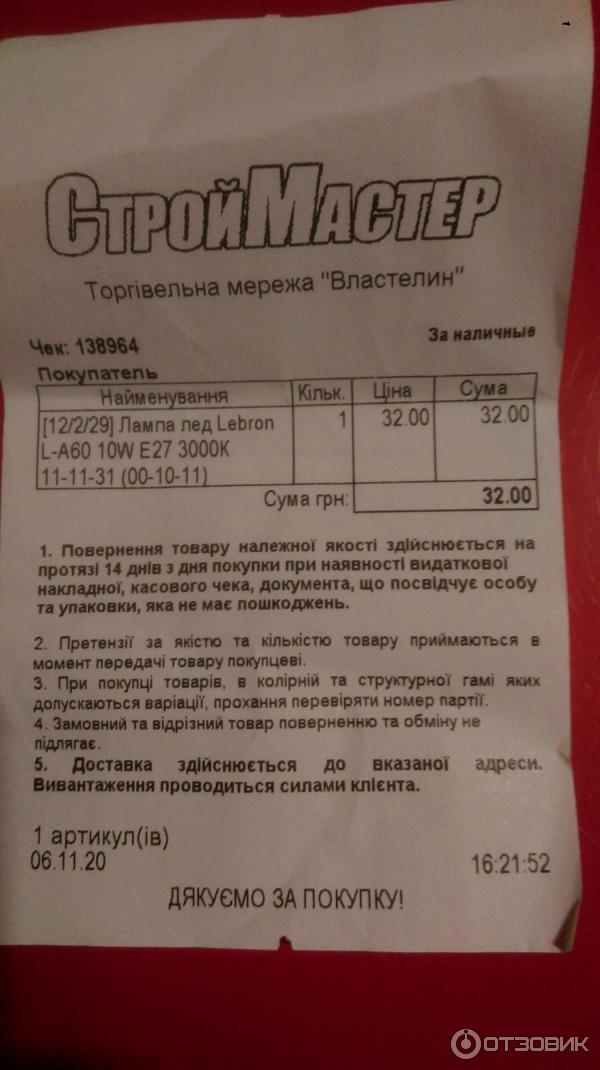 СтройМастер
Торгівельна мережа "Властелин"
Чек: 138964 За наличные
Покупатель
Найменування Кільк. Ціна Сума
[12/2/29] Лампа лед Lebron 1 32.00 32.00
L-A60 10W E27 3000K
11-11-31 (00-10-11)
Сума грн: 32.00
1. Повернення товару належної якості здійснюється на
протязі 14 днів з дня покупки при наявності видаткової
накладної, касового чека, документа, що посвідчує особу
та упаковки, яка не має пошкоджень.
2. Претензії за якістю та кількістю товару приймаються в
момент передачі товару покупцеві.
3. При покупці товарів, в колірній та структурної гамі яких
допускаються варіації, прохання перевіряти номер партії.
4. Замовний та відрізний товар поверненню та обміну не
підлягає.
5. Доставка здійснюється до вказаної адреси.
Вивантаження проводиться силами клієнта.
1 артикул(ів)
06.11.20 16:21:52
ДЯКУЄМО ЗА ПОКУПКУ!
ОТЗОВИК